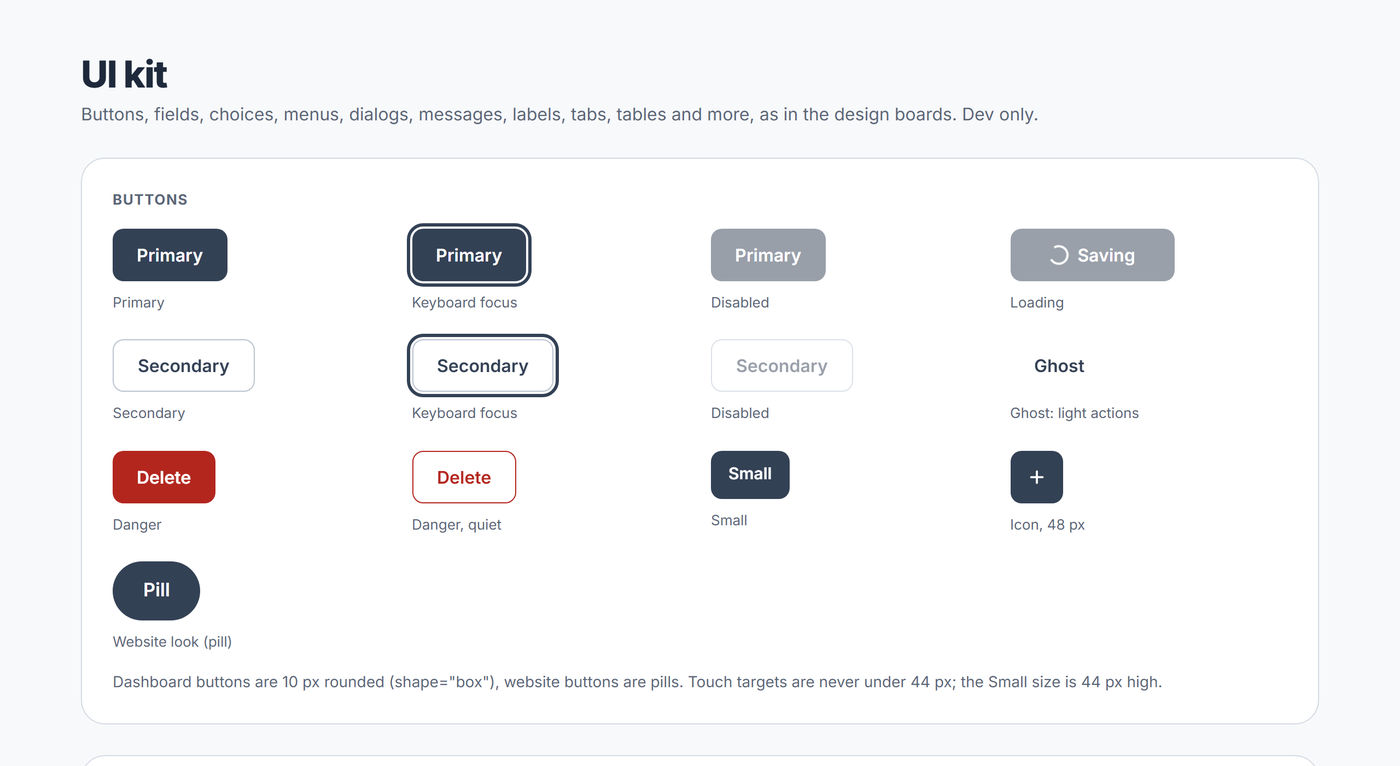 UI kit
Buttons, fields, choices, menus, dialogs, messages, labels, tabs, tables and more, as in the design boards. Dev only.
BUTTONS
Primary
Primary
Primary
Saving
Primary
Keyboard focus
Disabled
Loading
Secondary
Secondary
Secondary
Ghost
Secondary
Keyboard focus
Disabled
Ghost: light actions
Delete
Delete
Small
+
Danger
Danger, quiet
Small
Icon, 48 px
Pill
Website look (pill)
Dashboard buttons are 10 px rounded (shape="box"), website buttons are pills. Touch targets are never under 44 px; the Small size is 44 px high.